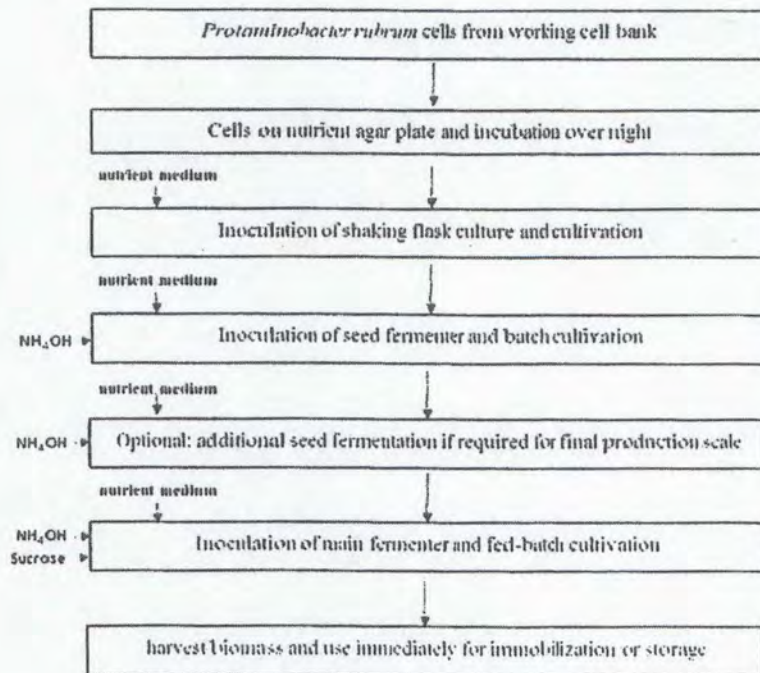 Protaminobacter rubrum cells from working cell bank
Cells on nutrient agar plate and incubation over night
nutrient medium
Inoculation of shaking flask culture and cultivation
nutrient medium
NH₄OH
Inoculation of seed fermenter and batch cultivation
nutrient medium
NH₄OH
Optional: additional seed fermentation if required for final production scale
nutrient medium
NH₄OH
Sucrose
Inoculation of main fermenter and fed-batch cultivation
harvest biomass and use immediately for immobilization or storage